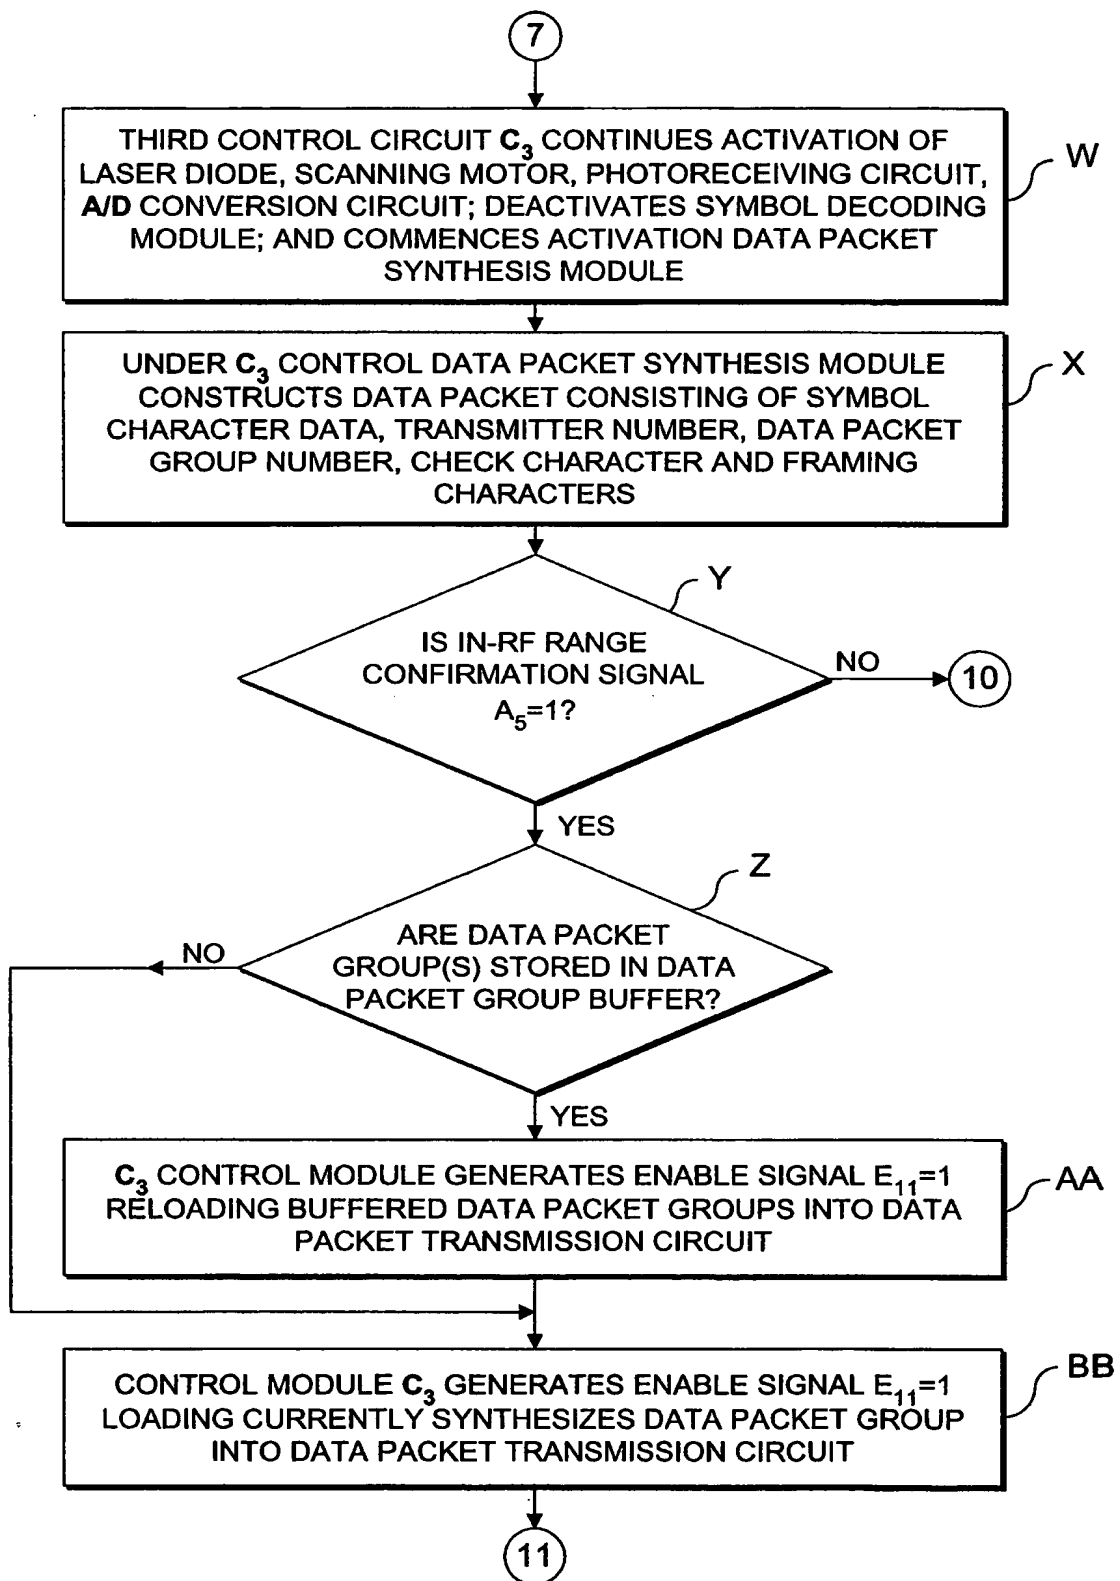 7
THIRD CONTROL CIRCUIT C3 CONTINUES ACTIVATION OF
LASER DIODE, SCANNING MOTOR, PHOTORECEIVING CIRCUIT,
A/D CONVERSION CIRCUIT; DEACTIVATES SYMBOL DECODING
MODULE; AND COMMENCES ACTIVATION DATA PACKET
SYNTHESIS MODULE
W
UNDER C3 CONTROL DATA PACKET SYNTHESIS MODULE
CONSTRUCTS DATA PACKET CONSISTING OF SYMBOL
CHARACTER DATA, TRANSMITTER NUMBER, DATA PACKET
GROUP NUMBER, CHECK CHARACTER AND FRAMING
CHARACTERS
X
IS IN-RF RANGE
CONFIRMATION SIGNAL
A5=1?
Y
NO
10
YES
ARE DATA PACKET
GROUP(S) STORED IN DATA
PACKET GROUP BUFFER?
Z
NO
YES
C3 CONTROL MODULE GENERATES ENABLE SIGNAL E11=1
RELOADING BUFFERED DATA PACKET GROUPS INTO DATA
PACKET TRANSMISSION CIRCUIT
AA
CONTROL MODULE C3 GENERATES ENABLE SIGNAL E11=1
LOADING CURRENTLY SYNTHESIZES DATA PACKET GROUP
INTO DATA PACKET TRANSMISSION CIRCUIT
BB
11